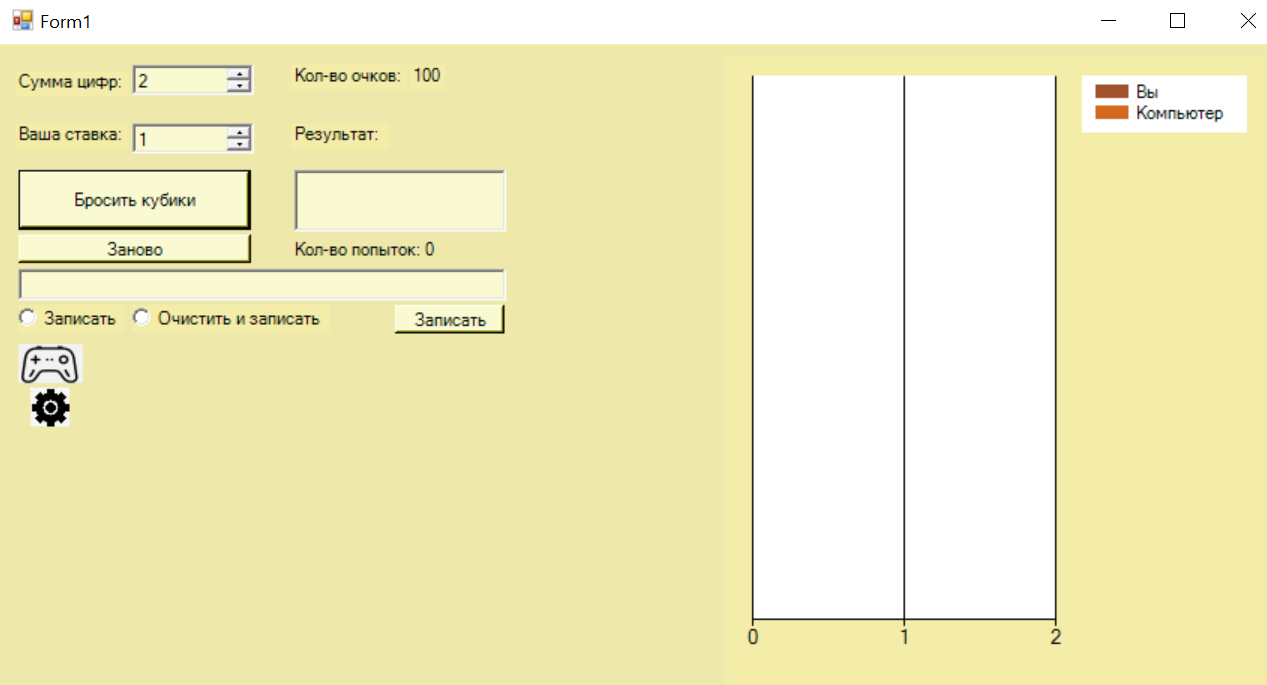 Form1
Сумма цифр: 2
Кол-во очков: 100
Ваша ставка: 1
Результат:
Бросить кубики
Заново
Кол-во попыток: 0
Записать
Очистить и записать
Записать
Вы
Компьютер
0 1 2